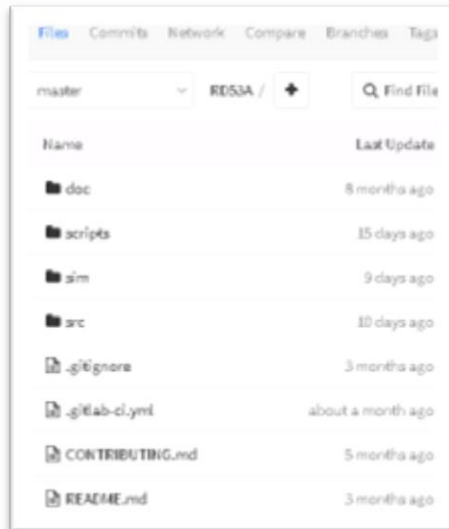 Files Commits Network Compare Branches Tags
master RD53A / + Find File
Name Last Update
doc 8 months ago
scripts 15 days ago
sim 9 days ago
src 10 days ago
.gitignore 3 months ago
.gitlab-ci.yml about a month ago
CONTRIBUTING.md 5 months ago
README.md 3 months ago